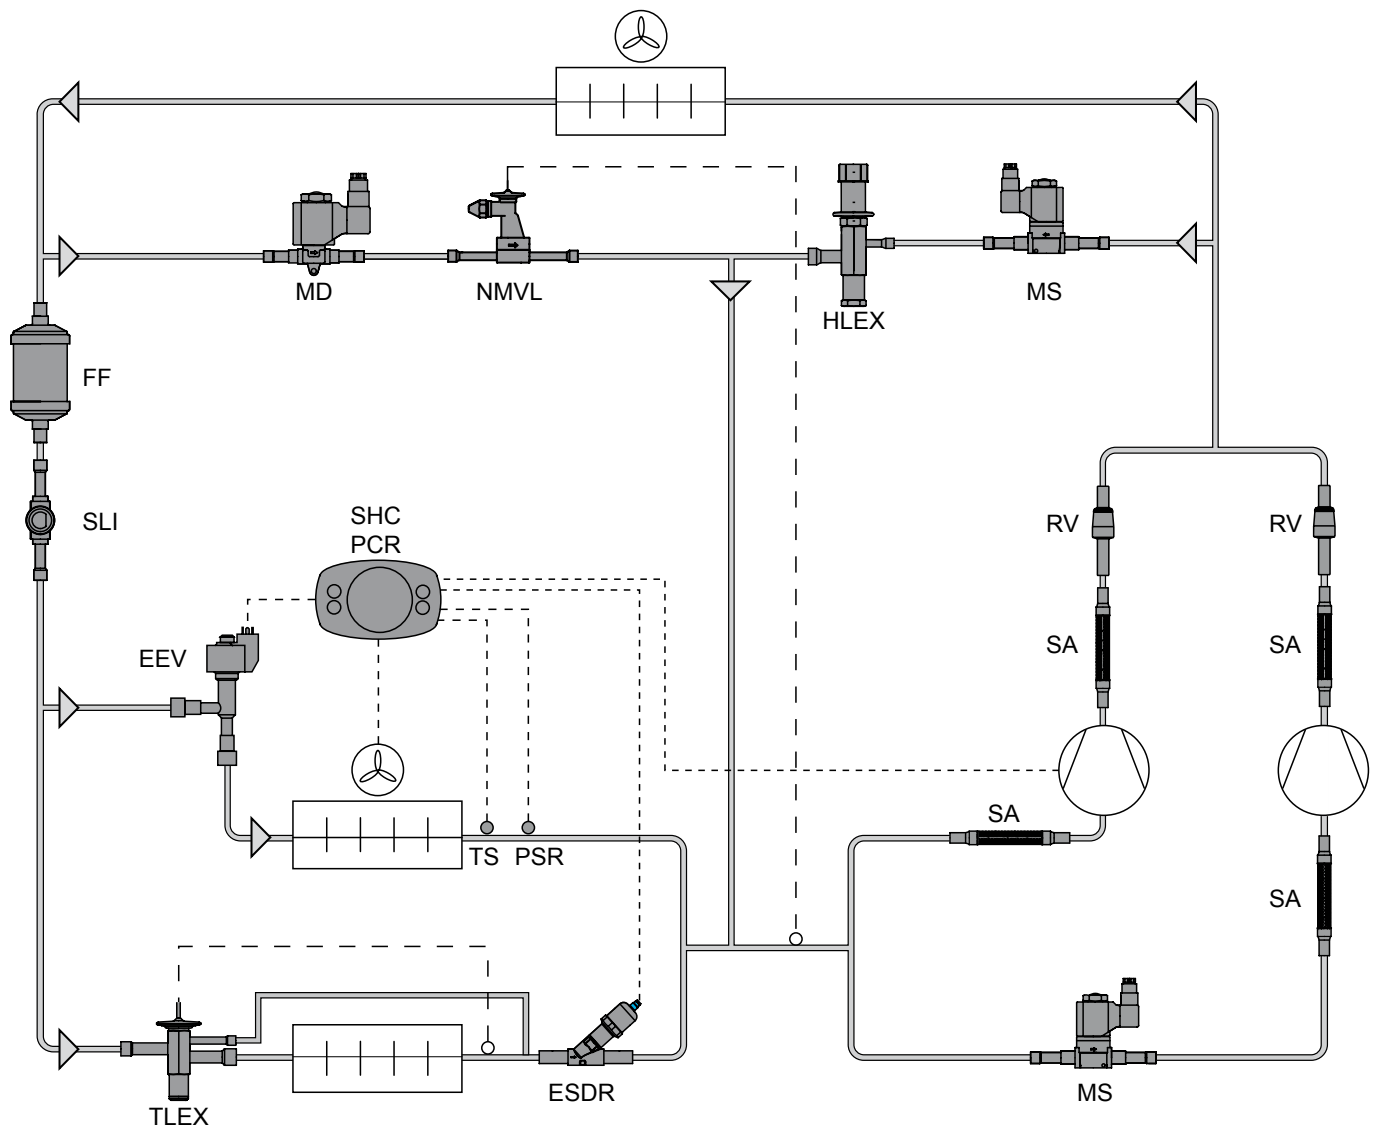 MD
NMVL
HLEX
MS
FF
SLI
SHC
PCR
RV
RV
EEV
SA
SA
SA
TS
PSR
SA
ESDR
MS
TLEX